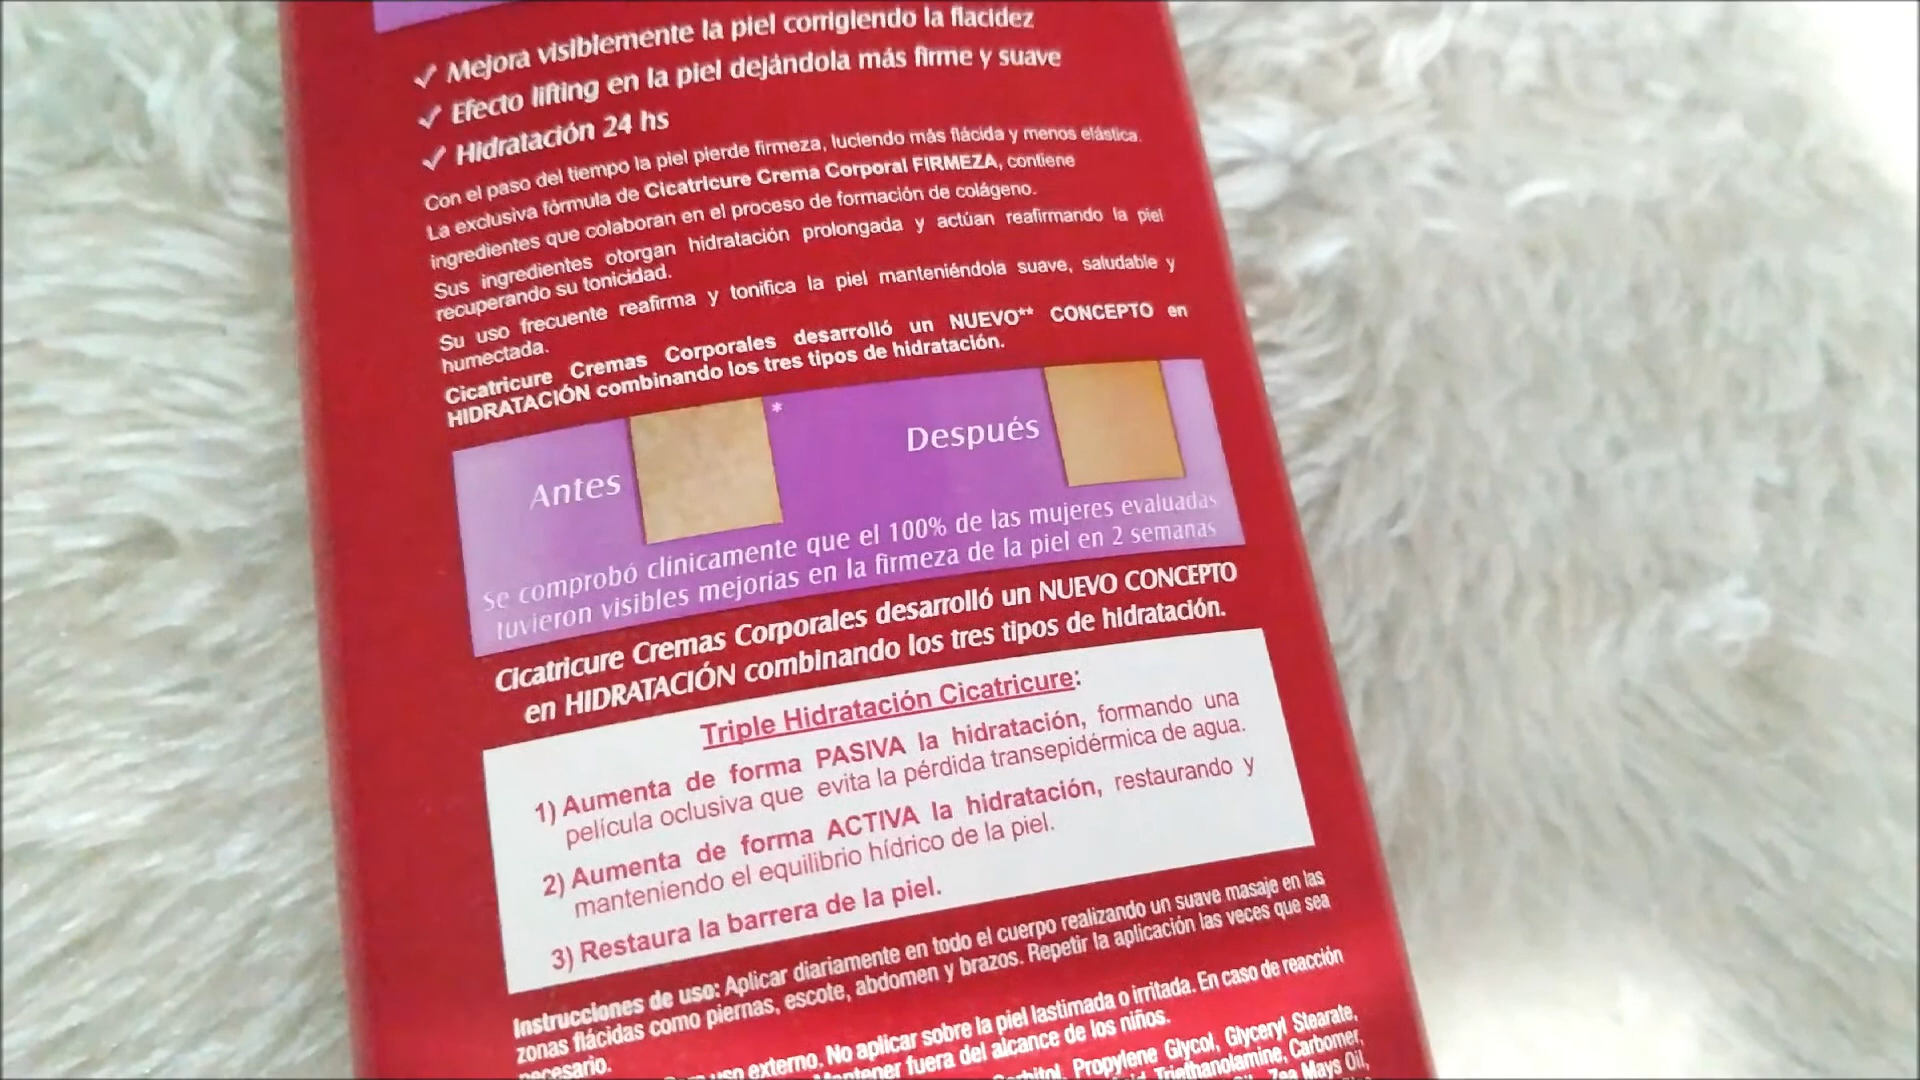 ✓ Mejora visiblemente la piel corrigiendo la flacidez
✓ Efecto lifting en la piel dejándola más firme y suave
✓ Hidratación 24 hs
Con el paso del tiempo la piel pierde firmeza, luciendo más flácida y menos elástica.
La exclusiva fórmula de Cicatricure Crema Corporal FIRMEZA, contiene
ingredientes que colaboran en el proceso de formación de colágeno.
Sus ingredientes otorgan hidratación prolongada y actúan reafirmando la piel
recuperando su tonicidad.
Su uso frecuente reafirma y tonifica la piel manteniéndola suave, saludable y
humectada.
Cicatricure Cremas Corporales desarrolló un NUEVO** CONCEPTO en
HIDRATACIÓN combinando los tres tipos de hidratación.
Antes
*
Después
Se comprobó clínicamente que el 100% de las mujeres evaluadas
tuvieron visibles mejorías en la firmeza de la piel en 2 semanas
Cicatricure Cremas Corporales desarrolló un NUEVO CONCEPTO
en HIDRATACIÓN combinando los tres tipos de hidratación.
Triple Hidratación Cicatricure:
1) Aumenta de forma PASIVA la hidratación, formando una
película oclusiva que evita la pérdida transepidérmica de agua.
2) Aumenta de forma ACTIVA la hidratación, restaurando y
manteniendo el equilibrio hídrico de la piel.
3) Restaura la barrera de la piel.
Instrucciones de uso: Aplicar diariamente en todo el cuerpo realizando un suave masaje en las
zonas flácidas como piernas, escote, abdomen y brazos. Repetir la aplicación las veces que sea
necesario.
uso externo. No aplicar sobre la piel lastimada o irritada. En caso de reacción
Mantener fuera del alcance de los niños.
Sorbitol, Propylene Glycol, Glyceryl Stearate,
Triethanolamine, Carbomer,
Zea Mays Oil,